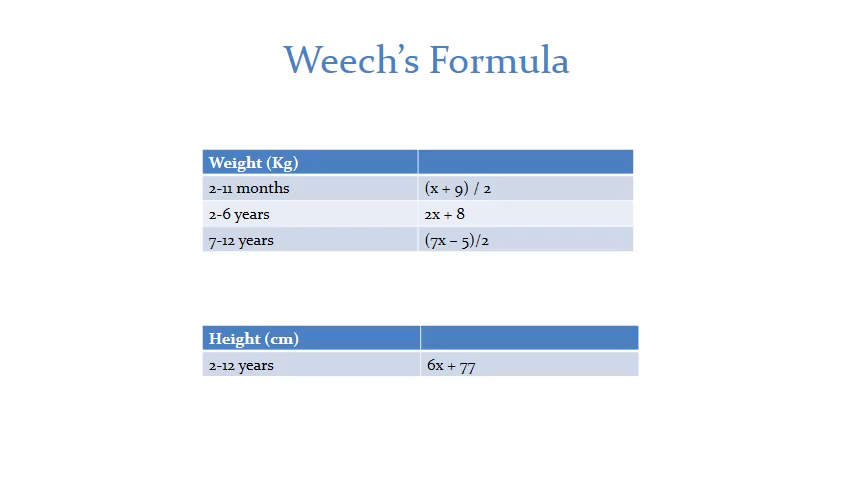 Weech’s Formula
Weight (Kg)
2-11 months (x + 9) / 2
2-6 years 2x + 8
7-12 years (7x – 5)/2
Height (cm)
2-12 years 6x + 77